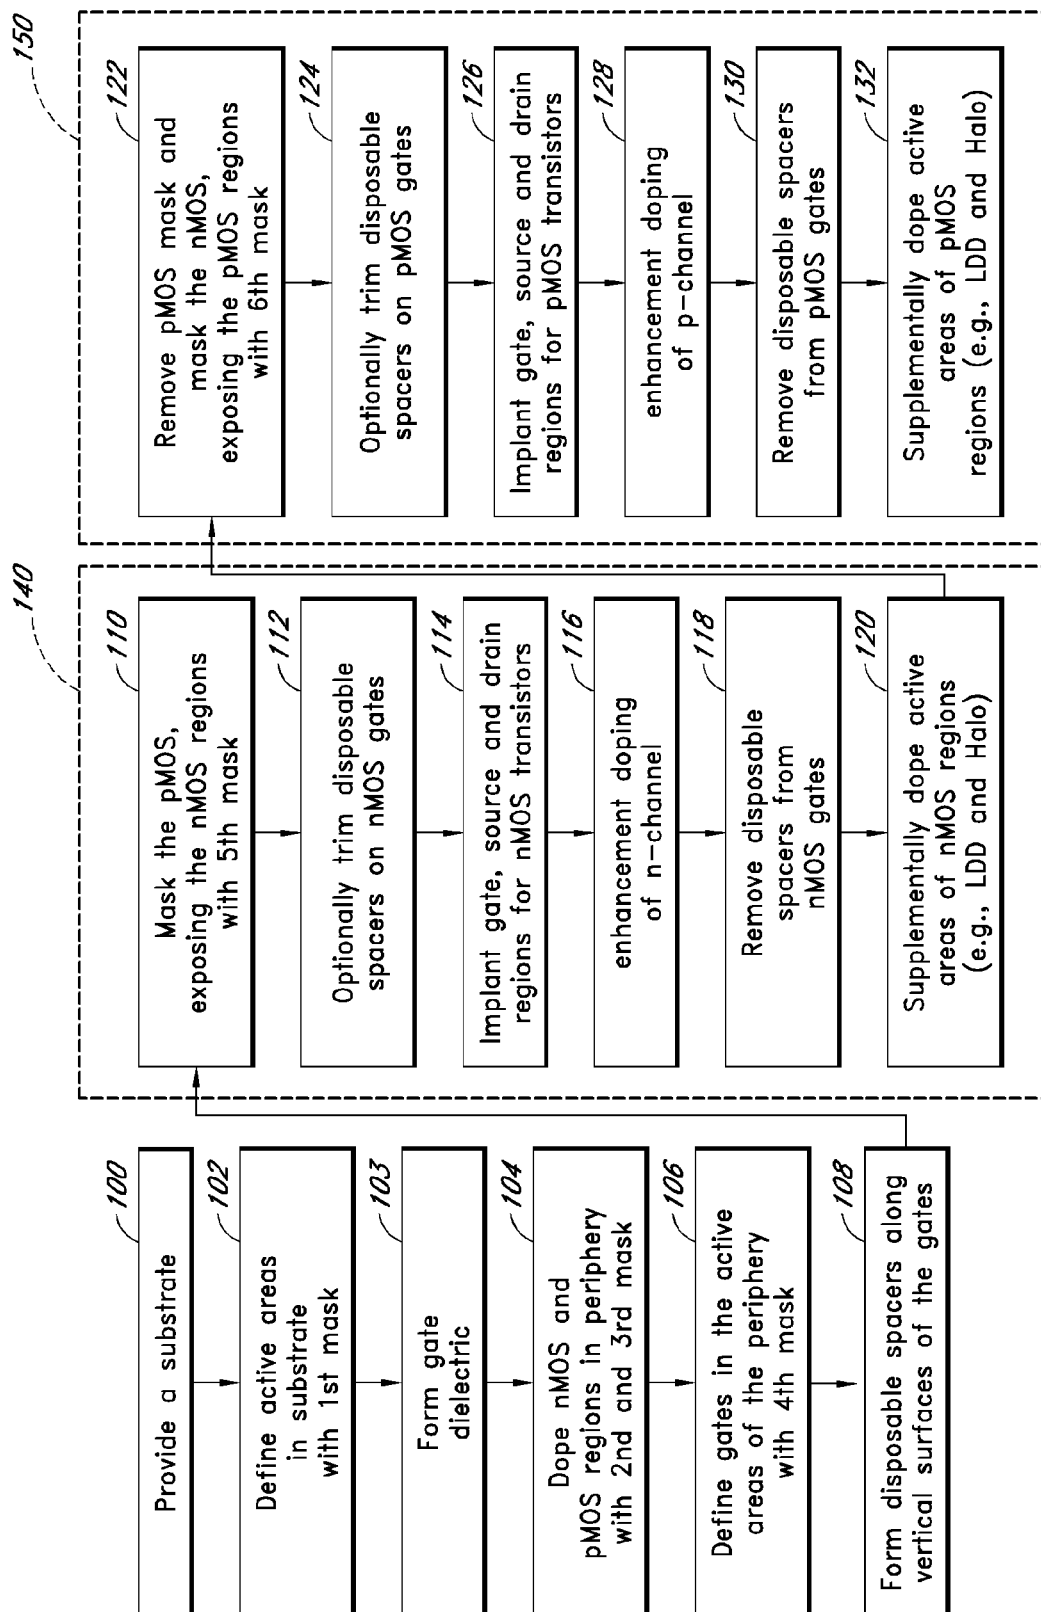 100
Provide a substrate
102
Define active areas
in substrate
with 1st mask
103
Form gate
dielectric
104
Dope nMOS and
pMOS regions in periphery
with 2nd and 3rd mask
106
Define gates in the active
areas of the periphery
with 4th mask
108
Form disposable spacers along
vertical surfaces of the gates
140
110
Mask the pMOS,
exposing the nMOS regions
with 5th mask
112
Optionally trim disposable
spacers on nMOS gates
114
Implant gate, source and drain
regions for nMOS transistors
116
enhancement doping
of n-channel
118
Remove disposable
spacers from
nMOS gates
120
Supplementally dope active
areas of nMOS regions
(e.g., LDD and Halo)
150
122
Remove pMOS mask and
mask the nMOS,
exposing the pMOS regions
with 6th mask
124
Optionally trim disposable
spacers on pMOS gates
126
Implant gate, source and drain
regions for pMOS transistors
128
enhancement doping
of p-channel
130
Remove disposable spacers
from pMOS gates
132
Supplementally dope active
areas of pMOS
regions (e.g., LDD and Halo)